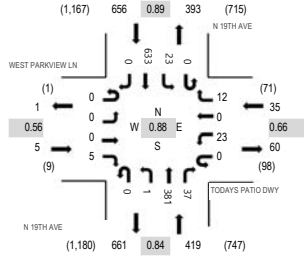 (1,167) 656 0.89 393 (715)
N 19TH AVE
WEST PARKVIEW LN
0 633 23 0
(1) (71)
1 0 12 35
0 N 0
0.56 W 0.88 E 0.66
0 S 23
5 5 0 60
(9) (98)
0 1 381 37
TODAYS PATIO DWY
N 19TH AVE
(1,180) 661 0.84 419 (747)